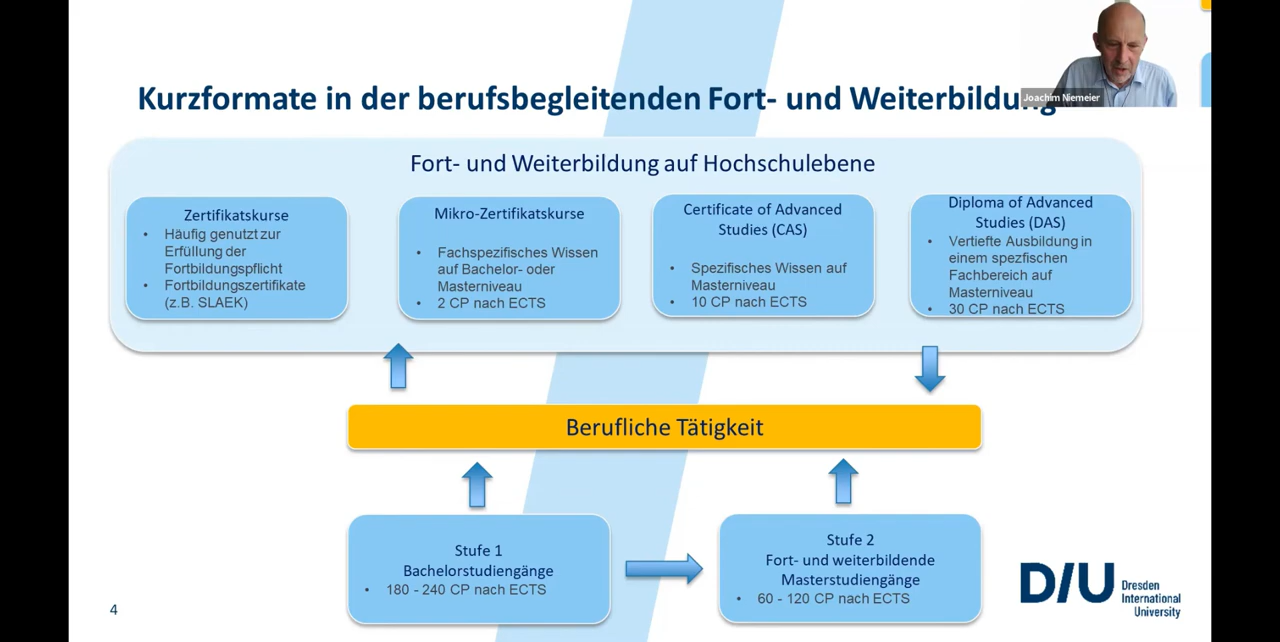 Joachim Niemeier
Kurzformate in der berufsbegleitenden Fort- und Weiterbildung
Fort- und Weiterbildung auf Hochschulebene
Zertifikatskurse
• Häufig genutzt zur
Erfüllung der
Fortbildungspflicht
• Fortbildungszertifikate
(z.B. SLAEK)
Mikro-Zertifikatskurse
• Fachspezifisches Wissen
auf Bachelor- oder
Masterniveau
• 2 CP nach ECTS
Certificate of Advanced
Studies (CAS)
• Spezifisches Wissen auf
Masterniveau
• 10 CP nach ECTS
Diploma of Advanced
Studies (DAS)
• Vertiefte Ausbildung in
einem spezfischen
Fachbereich auf
Masterniveau
• 30 CP nach ECTS
Berufliche Tätigkeit
Stufe 1
Bachelorstudiengänge
• 180 - 240 CP nach ECTS
Stufe 2
Fort- und weiterbildende
Masterstudiengänge
• 60 - 120 CP nach ECTS
4
DIU
Dresden
International
University